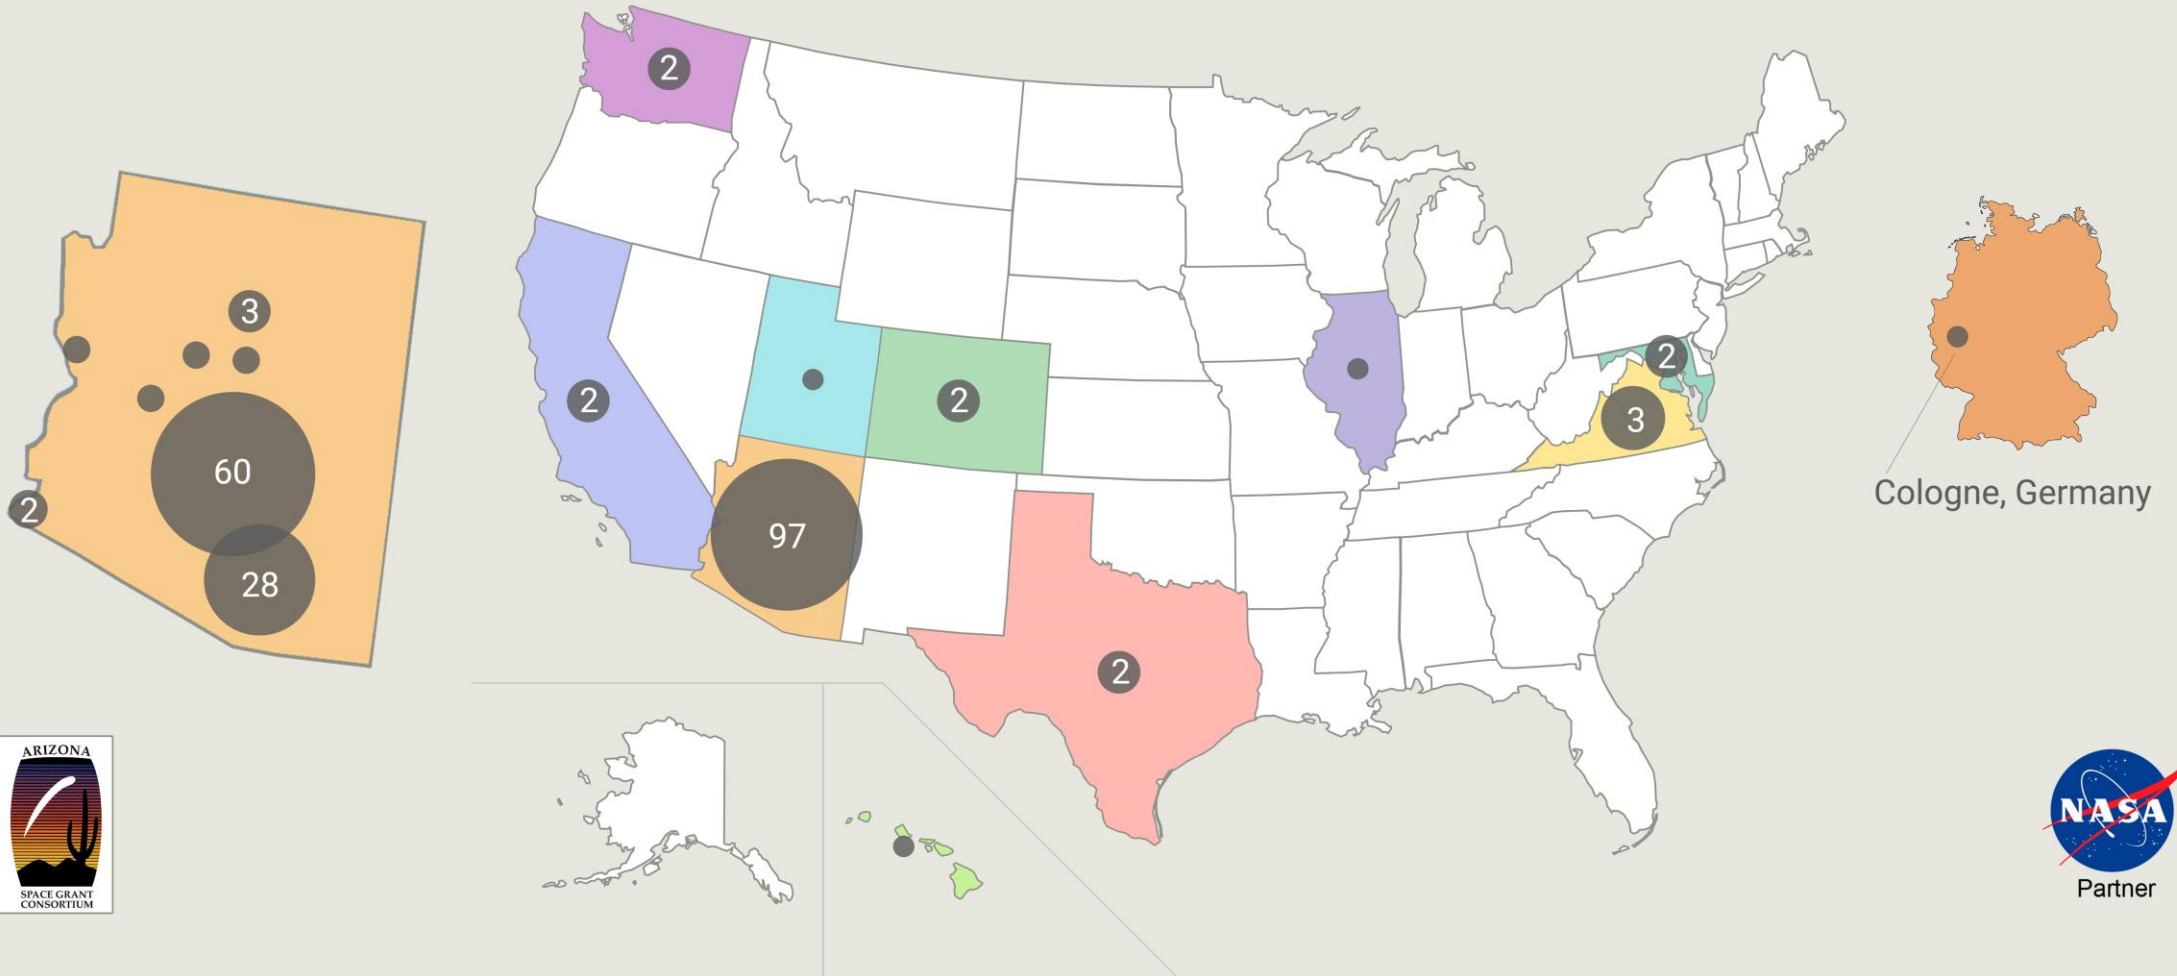 2
3
60
2
28
2
2
2
97
2
2
3
Cologne, Germany
ARIZONA
SPACE GRANT
CONSORTIUM
NASA
Partner